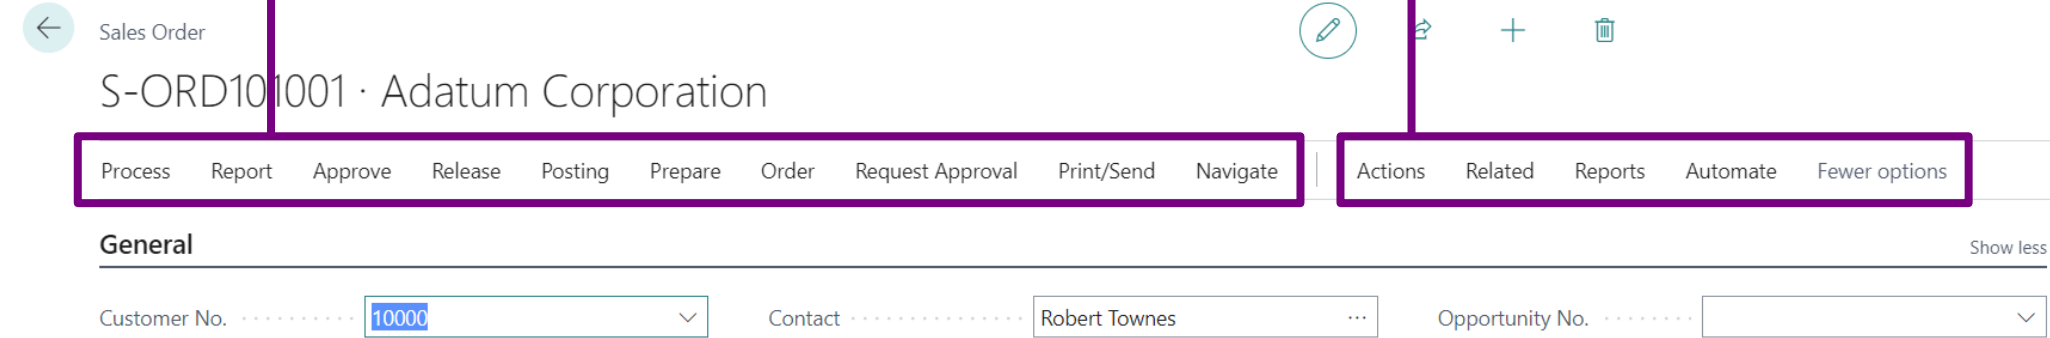 Sales Order
S-ORD101001 · Adatum Corporation
Process Report Approve Release Posting Prepare Order Request Approval Print/Send Navigate Actions Related Reports Automate Fewer options
General Show less
Customer No. 10000 Contact Robert Townes Opportunity No.